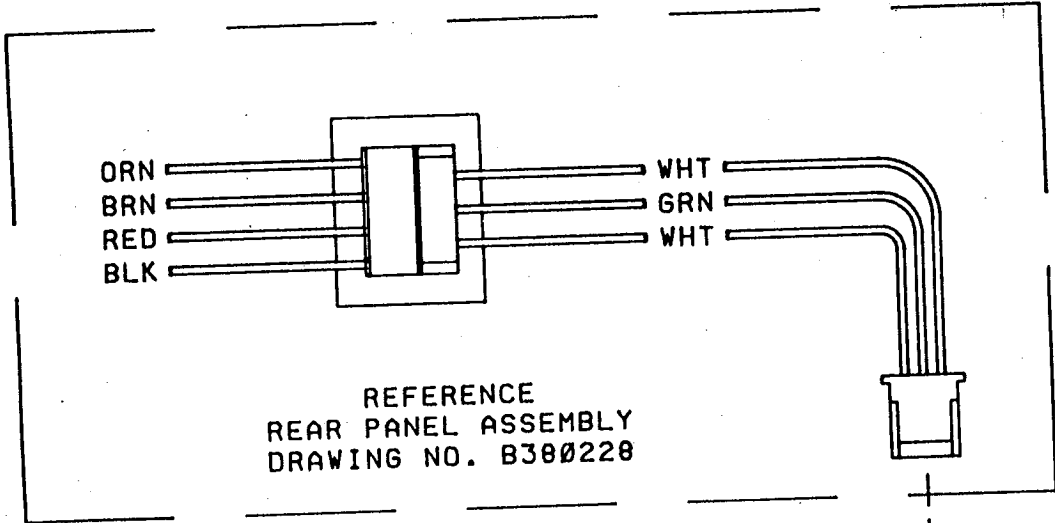 ORN
BRN
RED
BLK
WHT
GRN
WHT
REFERENCE
REAR PANEL ASSEMBLY
DRAWING NO. B380228